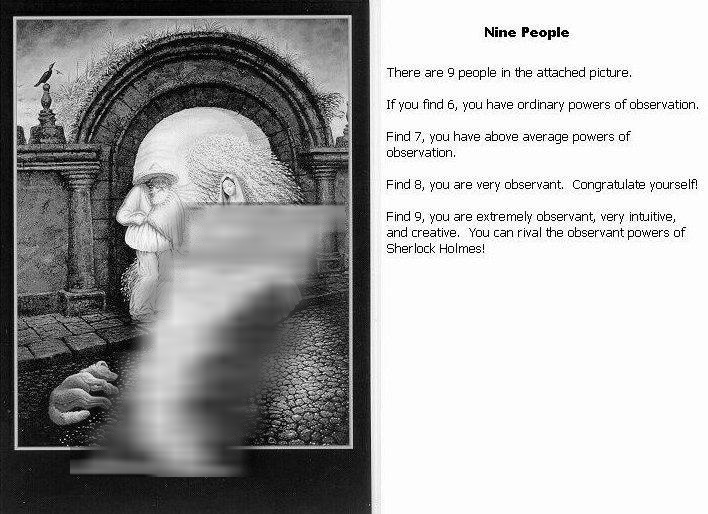 Nine People
There are 9 people in the attached picture.
If you find 6, you have ordinary powers of observation.
Find 7, you have above average powers of
observation.
Find 8, you are very observant.  Congratulate yourself!
Find 9, you are extremely observant, very intuitive,
and creative.  You can rival the observant powers of
Sherlock Holmes!